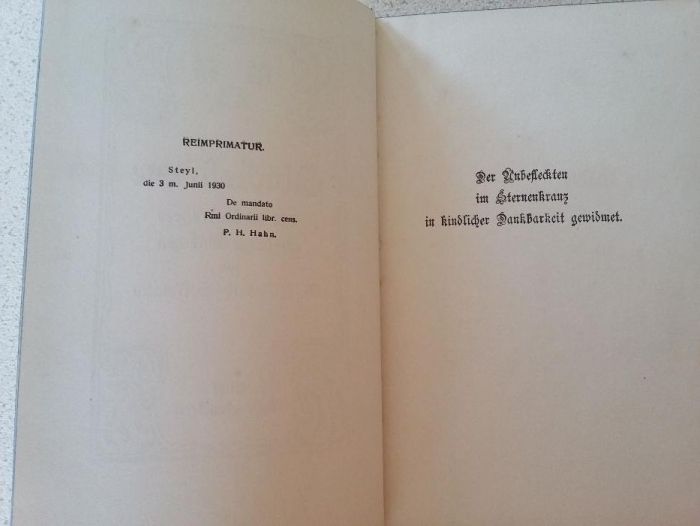 REIMPRIMATUR.
Steyl,
die 3 m. Junii 1930
De mandato
Rmi Ordinarii libr. cens.
P. H. Hahn.
Der Unbefleckten
im Sternenkranz
in kindlicher Dankbarkeit gewidmet.